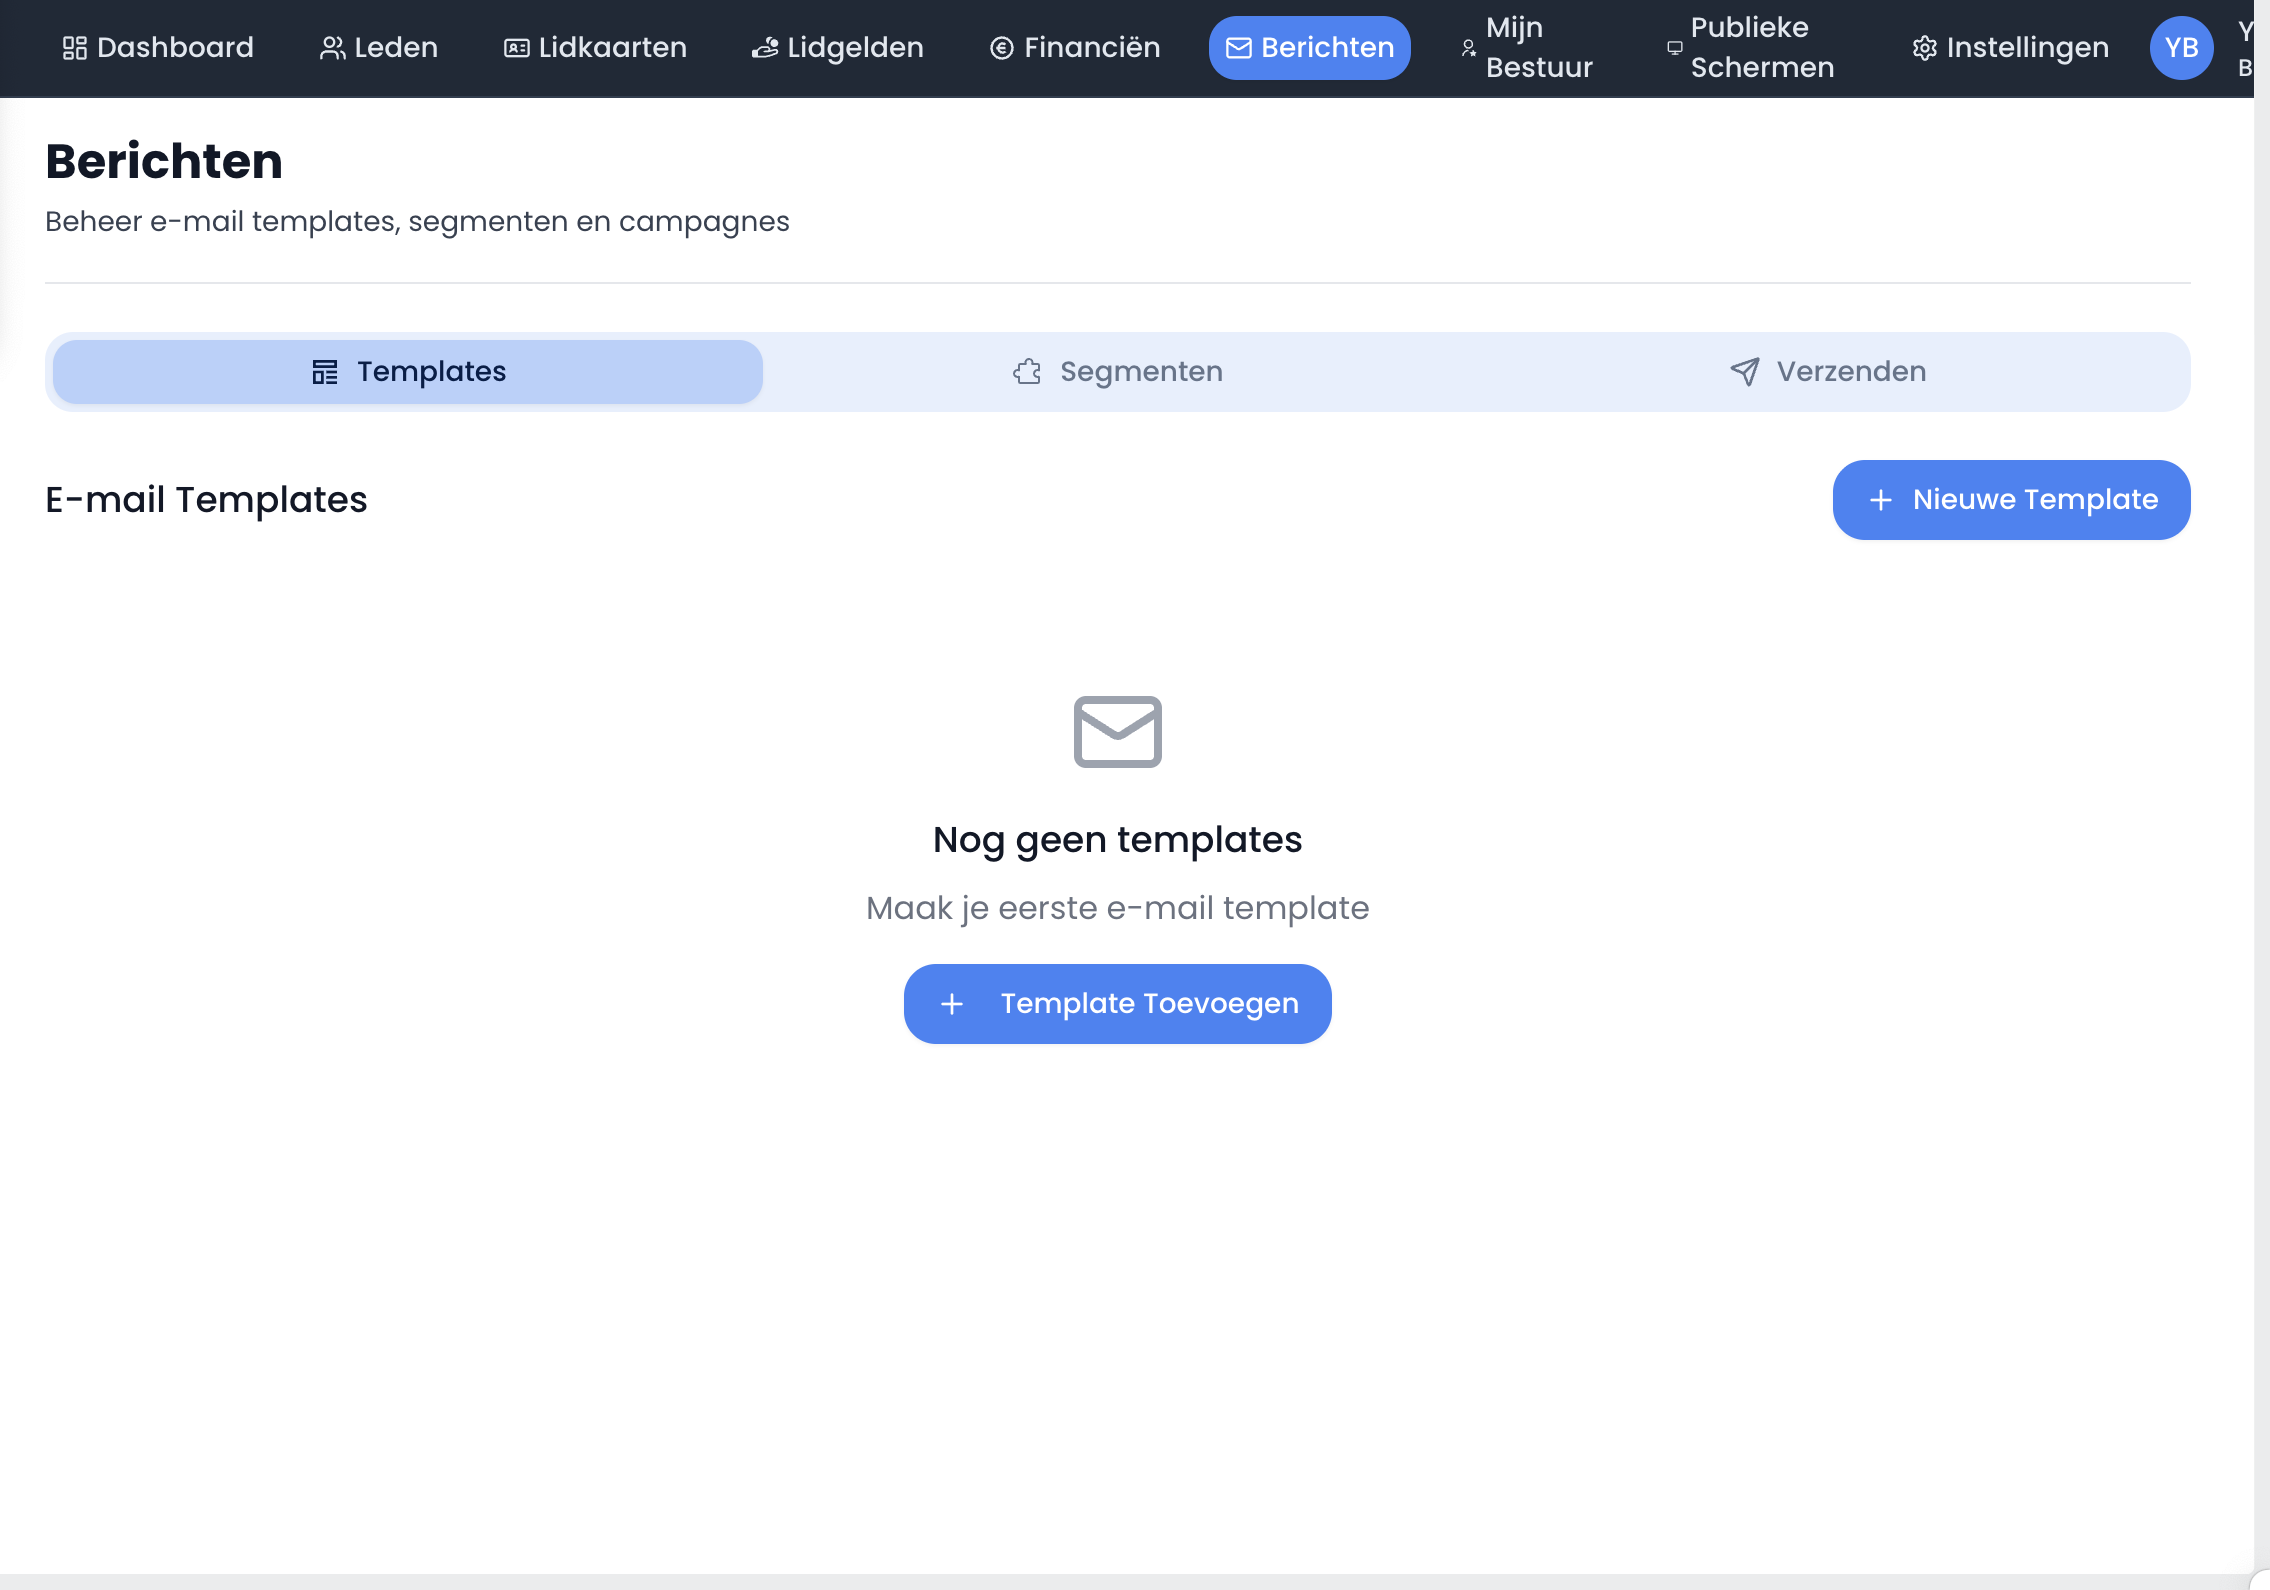 Dashboard Leden Lidkaarten Lidgelden Financiën Berichten Mijn Bestuur Publieke Schermen Instellingen YB
Berichten
Beheer e-mail templates, segmenten en campagnes
Templates Segmenten Verzenden
E-mail Templates
+ Nieuwe Template
Nog geen templates
Maak je eerste e-mail template
+ Template Toevoegen